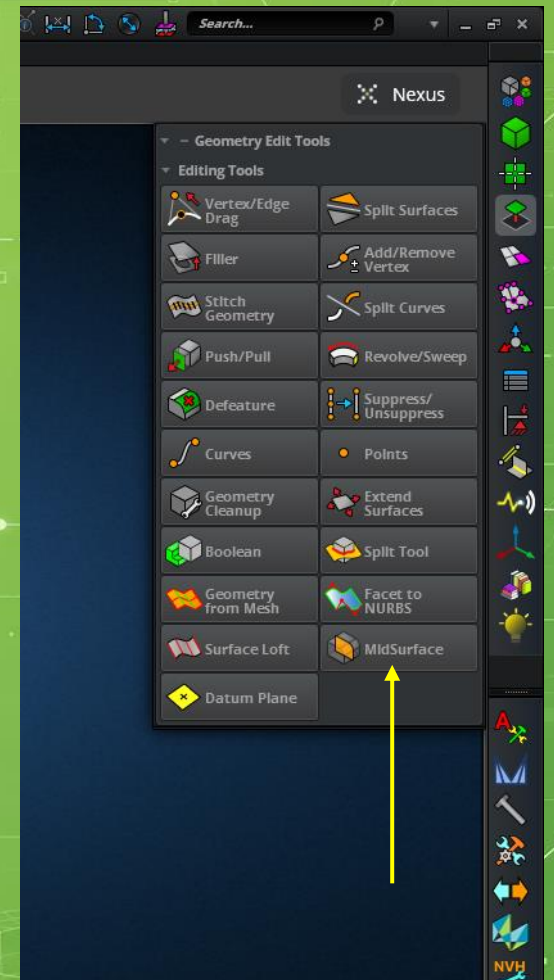 Search...
Nexus
Geometry Edit Tools
Editing Tools
Vertex/Edge
Drag
Split Surfaces
Filler
Add/Remove
Vertex
Stitch
Geometry
Split Curves
Push/Pull
Revolve/Sweep
Defeature
Suppress/
Unsuppress
Curves
Points
Geometry
Cleanup
Extend
Surfaces
Boolean
Split Tool
Geometry
from Mesh
Facet to
NURBS
Surface Loft
MidSurface
Datum Plane
A
NVH